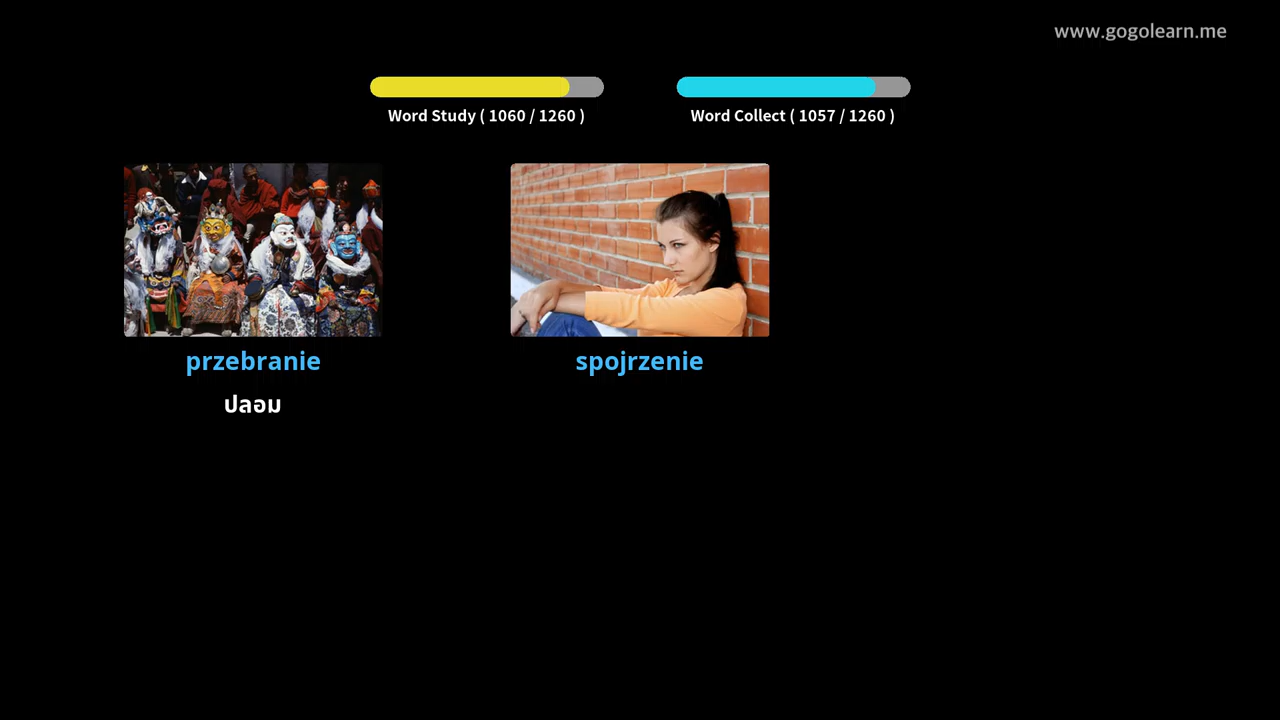 www.gogolearn.me
Word Study ( 1060 / 1260 )
Word Collect ( 1057 / 1260 )
przebranie
spojrzenie
ปลอม